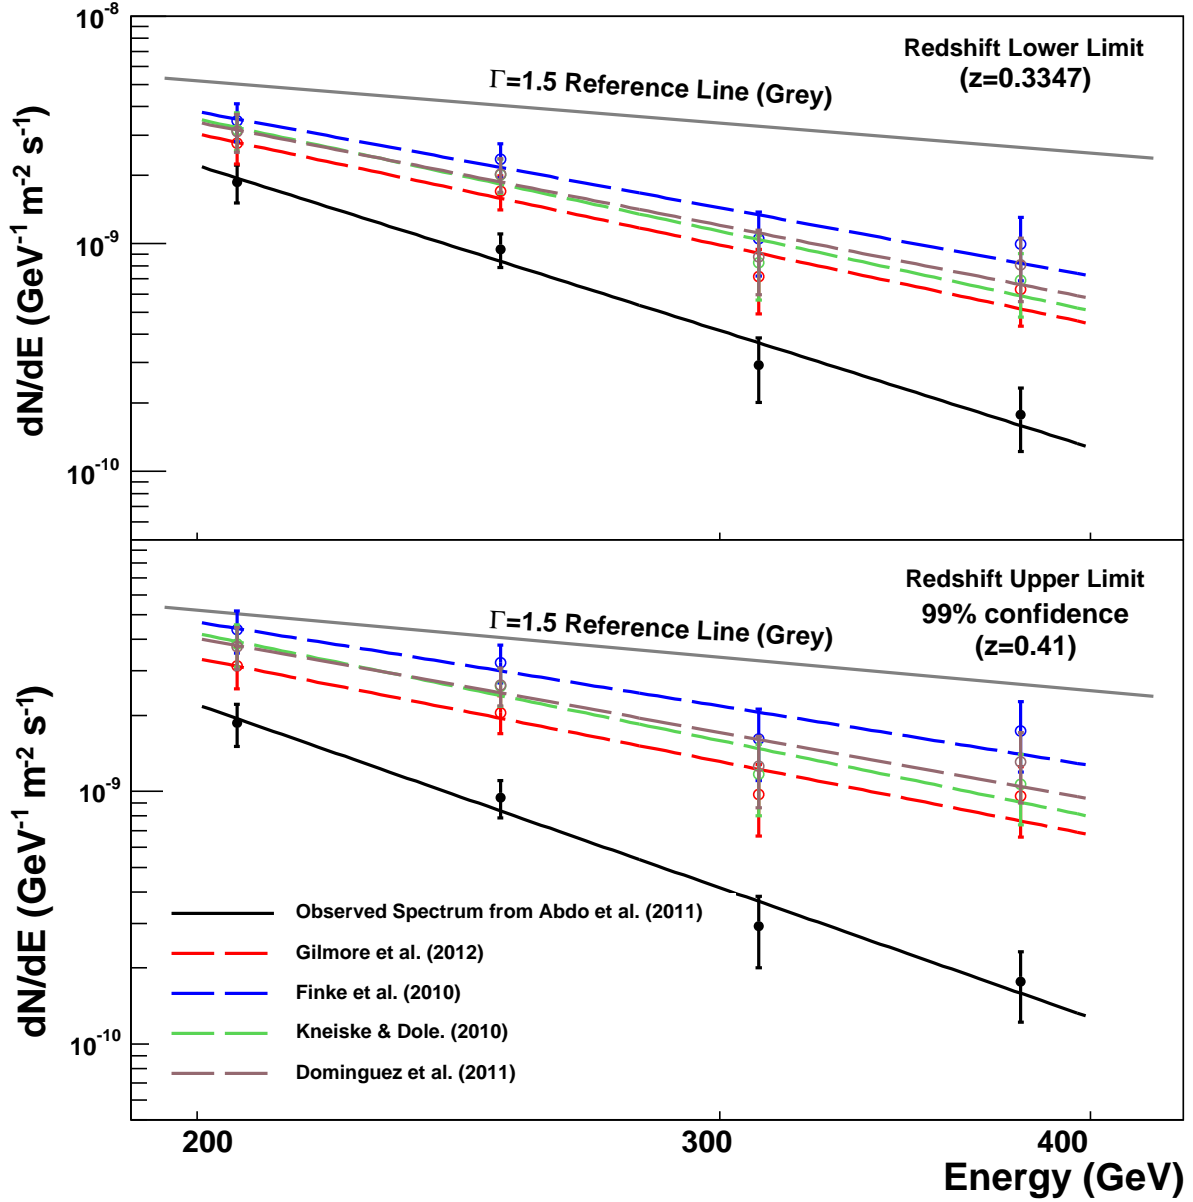 10-8
Redshift Lower Limit
(z=0.3347)
Γ=1.5 Reference Line (Grey)
dN/dE (GeV-1 m-2 s-1)
10-9
10-10
Redshift Upper Limit
99% confidence
(z=0.41)
Γ=1.5 Reference Line (Grey)
dN/dE (GeV-1 m-2 s-1)
10-9
10-10
Observed Spectrum from Abdo et al. (2011)
Gilmore et al. (2012)
Finke et al. (2010)
Kneiske & Dole. (2010)
Dominguez et al. (2011)
200 300 400
Energy (GeV)